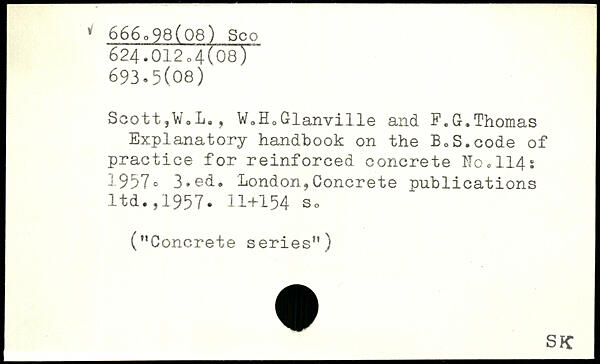 666.98(08) Sco
624.012.4(08)
693.5(08)
Scott,W.L., W.H.Glanville and F.G.Thomas
Explanatory handbook on the B.S.code of
practice for reinforced concrete No.114:
1957. 3.ed. London,Concrete publications
ltd.,1957. 11+154 s.
("Concrete series")
SK